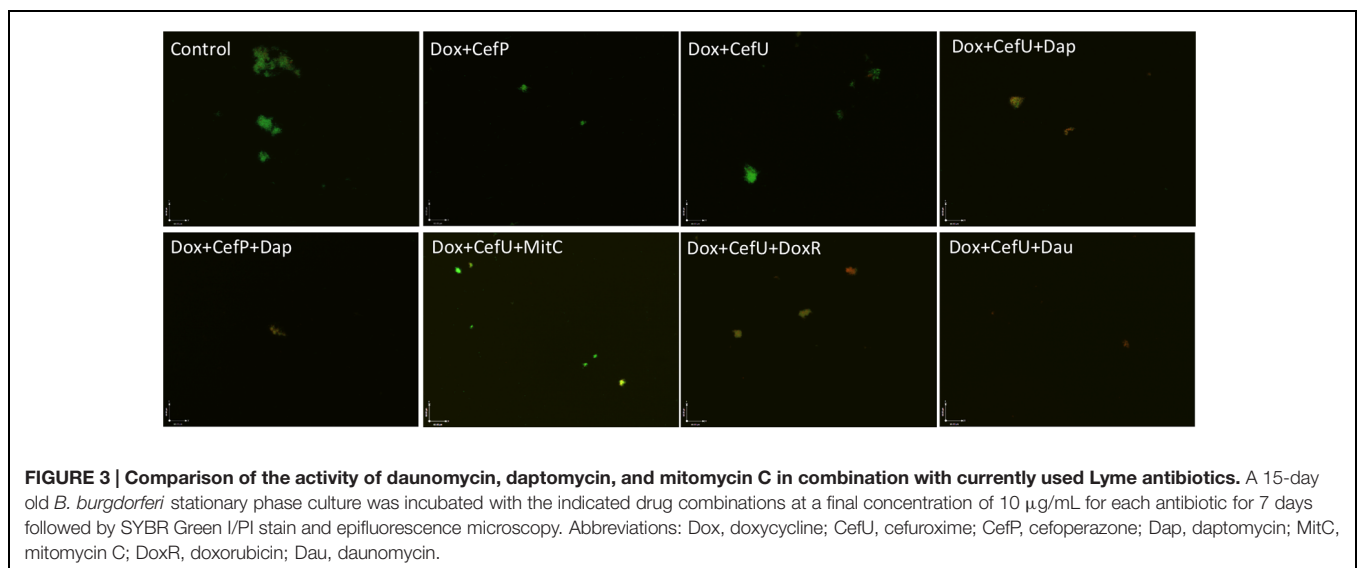 Control
Dox+CefP
Dox+CefU
Dox+CefU+Dap
Dox+CefP+Dap
Dox+CefU+MitC
Dox+CefU+DoxR
Dox+CefU+Dau
FIGURE 3 | Comparison of the activity of daunomycin, daptomycin, and mitomycin C in combination with currently used Lyme antibiotics. A 15-day
old B. burgdorferi stationary phase culture was incubated with the indicated drug combinations at a final concentration of 10 μg/mL for each antibiotic for 7 days
followed by SYBR Green I/PI stain and epifluorescence microscopy. Abbreviations: Dox, doxycycline; CefU, cefuroxime; CefP, cefoperazone; Dap, daptomycin; MitC,
mitomycin C; DoxR, doxorubicin; Dau, daunomycin.